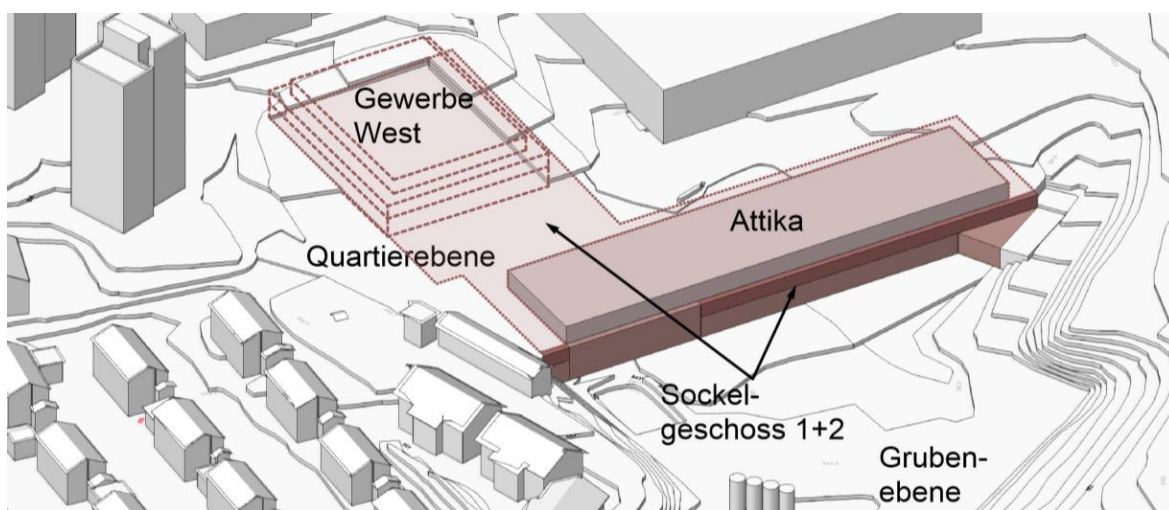 Gewerbe
West
Attika
Quartierebene
Sockel-
geschoss 1+2
Gruben-
ebene